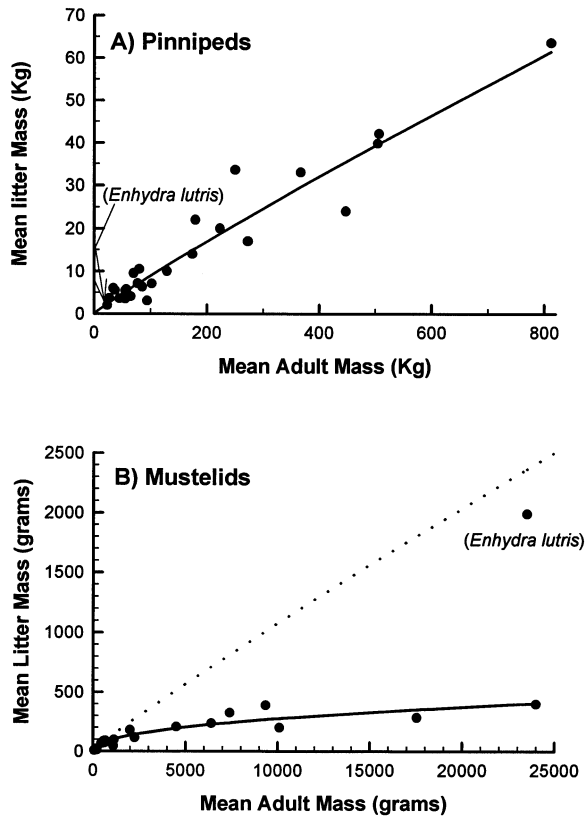 A) Pinnipeds
Mean litter Mass (Kg)
70
60
50
40
30
20
10
0
(Enhydra lutris)
0 200 400 600 800
Mean Adult Mass (Kg)
B) Mustelids
Mean Litter Mass (grams)
2500
2000
1500
1000
500
0
(Enhydra lutris)
0 5000 10000 15000 20000 25000
Mean Adult Mass (grams)